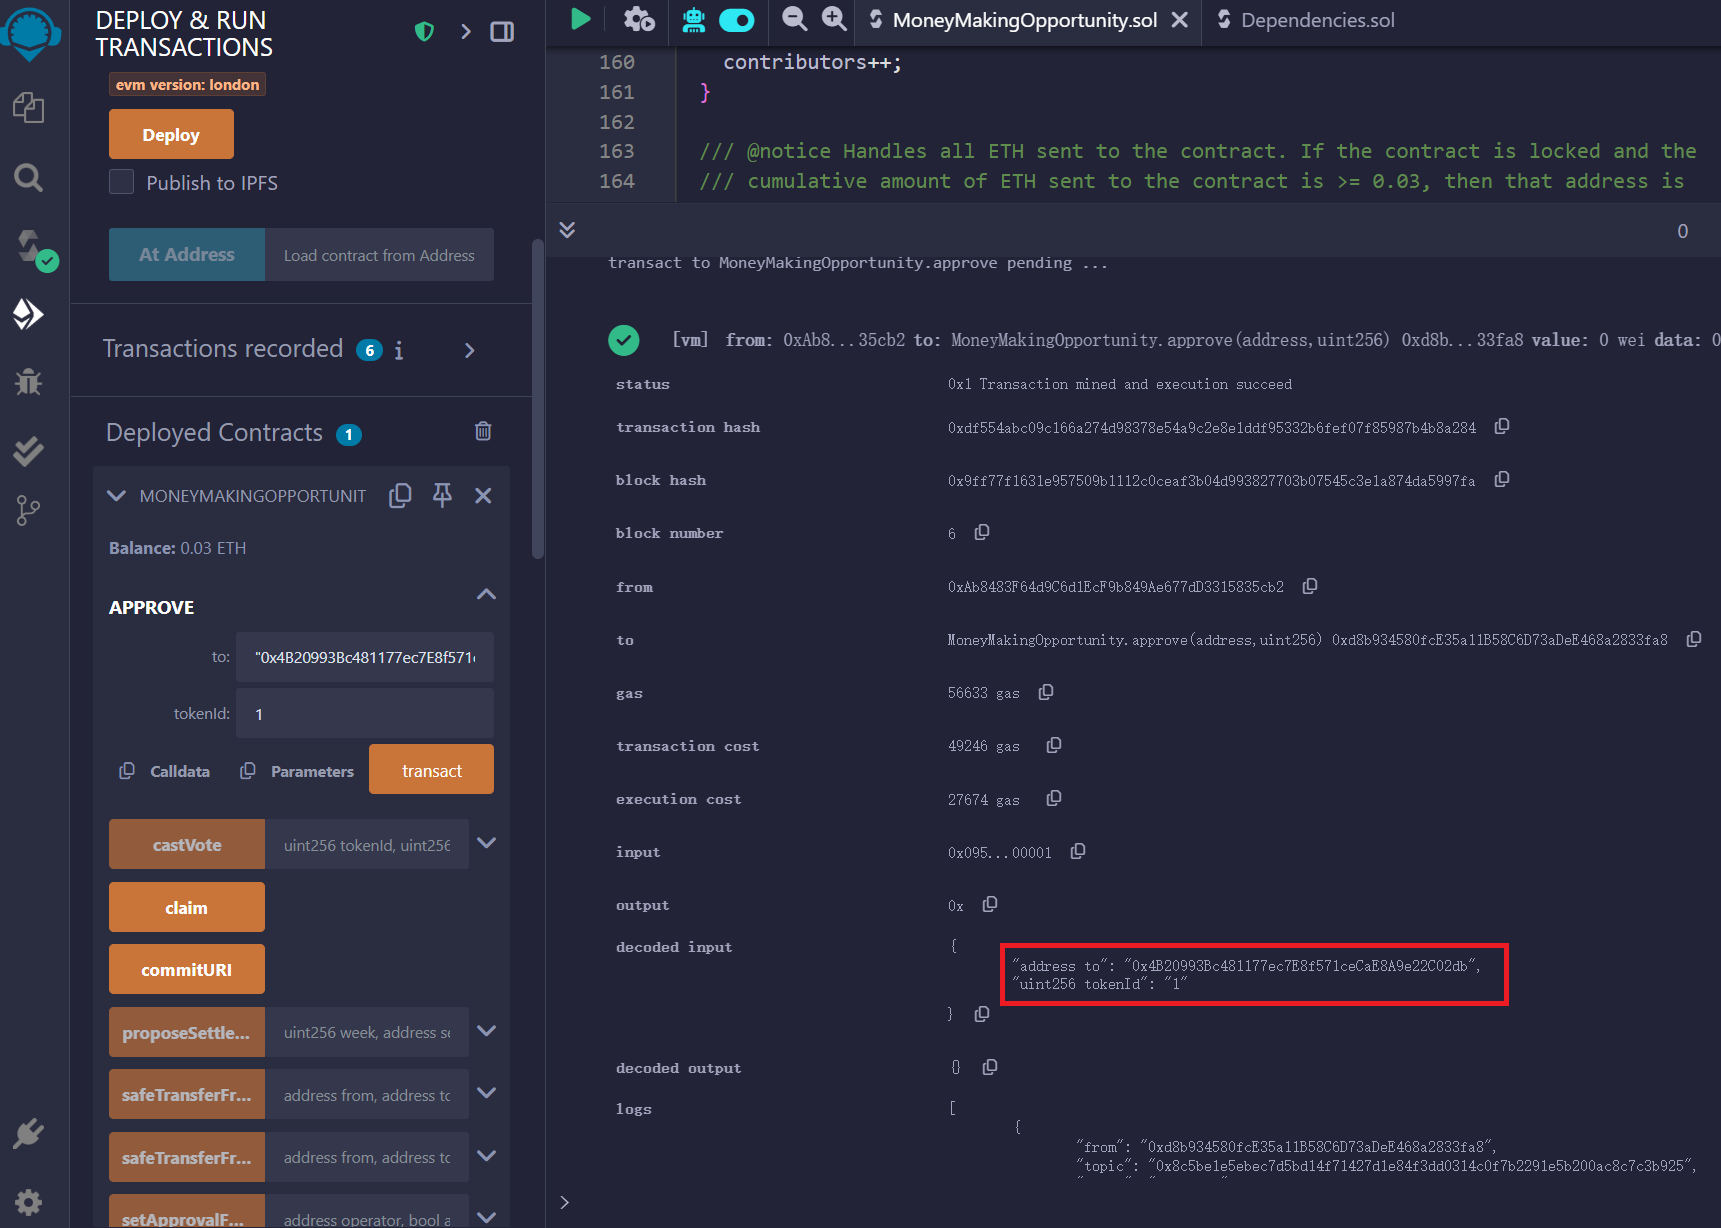 DEPLOY & RUN
TRANSACTIONS
evm version: london
Deploy
Publish to IPFS
At Address
Load contract from Address
Transactions recorded 6 i
Deployed Contracts 1
MONEYMAKINGOPPORTUNIT
Balance: 0.03 ETH
APPROVE
to: "0x4B20993Bc481177ec7E8f571
tokenId: 1
Calldata
Parameters
transact
castVote
uint256 tokenId, uint256
claim
commitURI
proposeSettle...
uint256 week, address se
safeTransferFr...
address from, address to
safeTransferFr...
address from, address to
setApprovalF...
address operator, bool a
MoneyMakingOpportunity.sol
Dependencies.sol
160 contributors++;
161 }
162
163 /// @notice Handles all ETH sent to the contract. If the contract is locked and the
164 /// cumulative amount of ETH sent to the contract is >= 0.03, then that address is
0
transact to MoneyMakingOpportunity.approve pending ...
[vm] from: 0xAb8...35cb2 to: MoneyMakingOpportunity.approve(address,uint256) 0xd8b...33fa8 value: 0 wei data: 0
status 0x1 Transaction mined and execution succeed
transaction hash 0xdf554abc09c166a274d98378e54a9c2e8e1ddf95332b6fef07f85987b4b8a284
block hash 0x9ff77f1631e957509b1112c0ceaf3b04d993827703b07545c3e1a874da5997fa
block number 6
from 0xAb8483F64d9C6d1EcF9b849Ae677dD3315835cb2
to MoneyMakingOpportunity.approve(address,uint256) 0xd8b934580fcE35a11B58C6D73aDeE468a2833fa8
gas 56633 gas
transaction cost 49246 gas
execution cost 27674 gas
input 0x095...00001
output 0x
decoded input {
"address to": "0x4B20993Bc481177ec7E8f571ceCaE8A9e22C02db",
"uint256 tokenId": "1"
}
decoded output {}
logs [
{
"from": "0xd8b934580fcE35a11B58C6D73aDeE468a2833fa8",
"topic": "0x8c5be1e5ebec7d5bd14f71427d1e84f3dd0314c0f7b2291e5b200ac8c7c3b925",
>